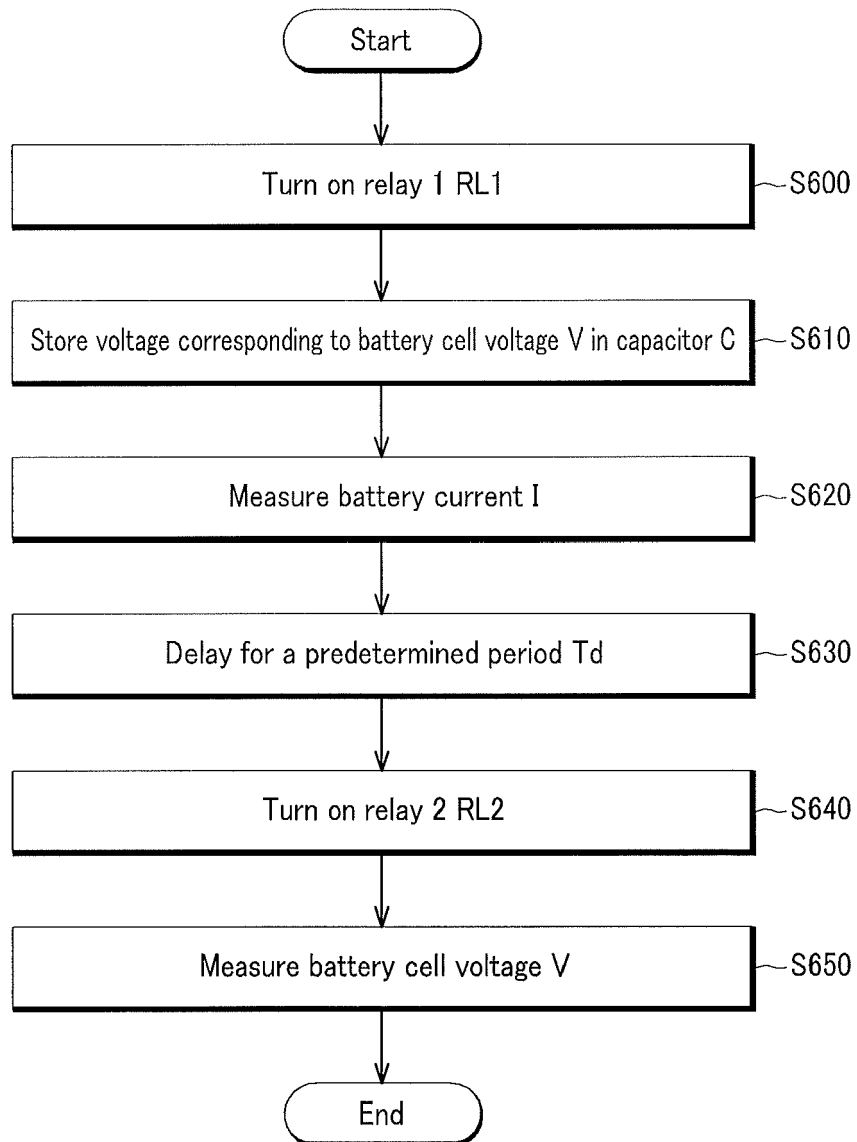 Start
Turn on relay 1 RL1
S600
Store voltage corresponding to battery cell voltage V in capacitor C
S610
Measure battery current I
S620
Delay for a predetermined period Td
S630
Turn on relay 2 RL2
S640
Measure battery cell voltage V
S650
End